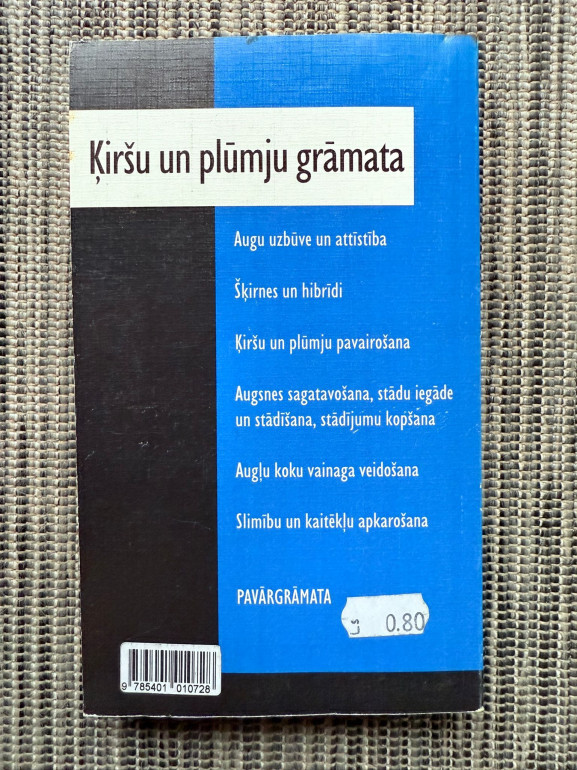 Ķiršu un plūmju grāmata
Augu uzbūve un attīstība
Šķirnes un hibrīdi
Ķiršu un plūmju pavairošana
Augsnes sagatavošana, stādu iegāde
un stādīšana, stādījumu kopšana
Augļu koku vainaga veidošana
Slimību un kaitēkļu apkarošana
PAVĀRGRĀMATA
Ls 0.80
9 785401 010728